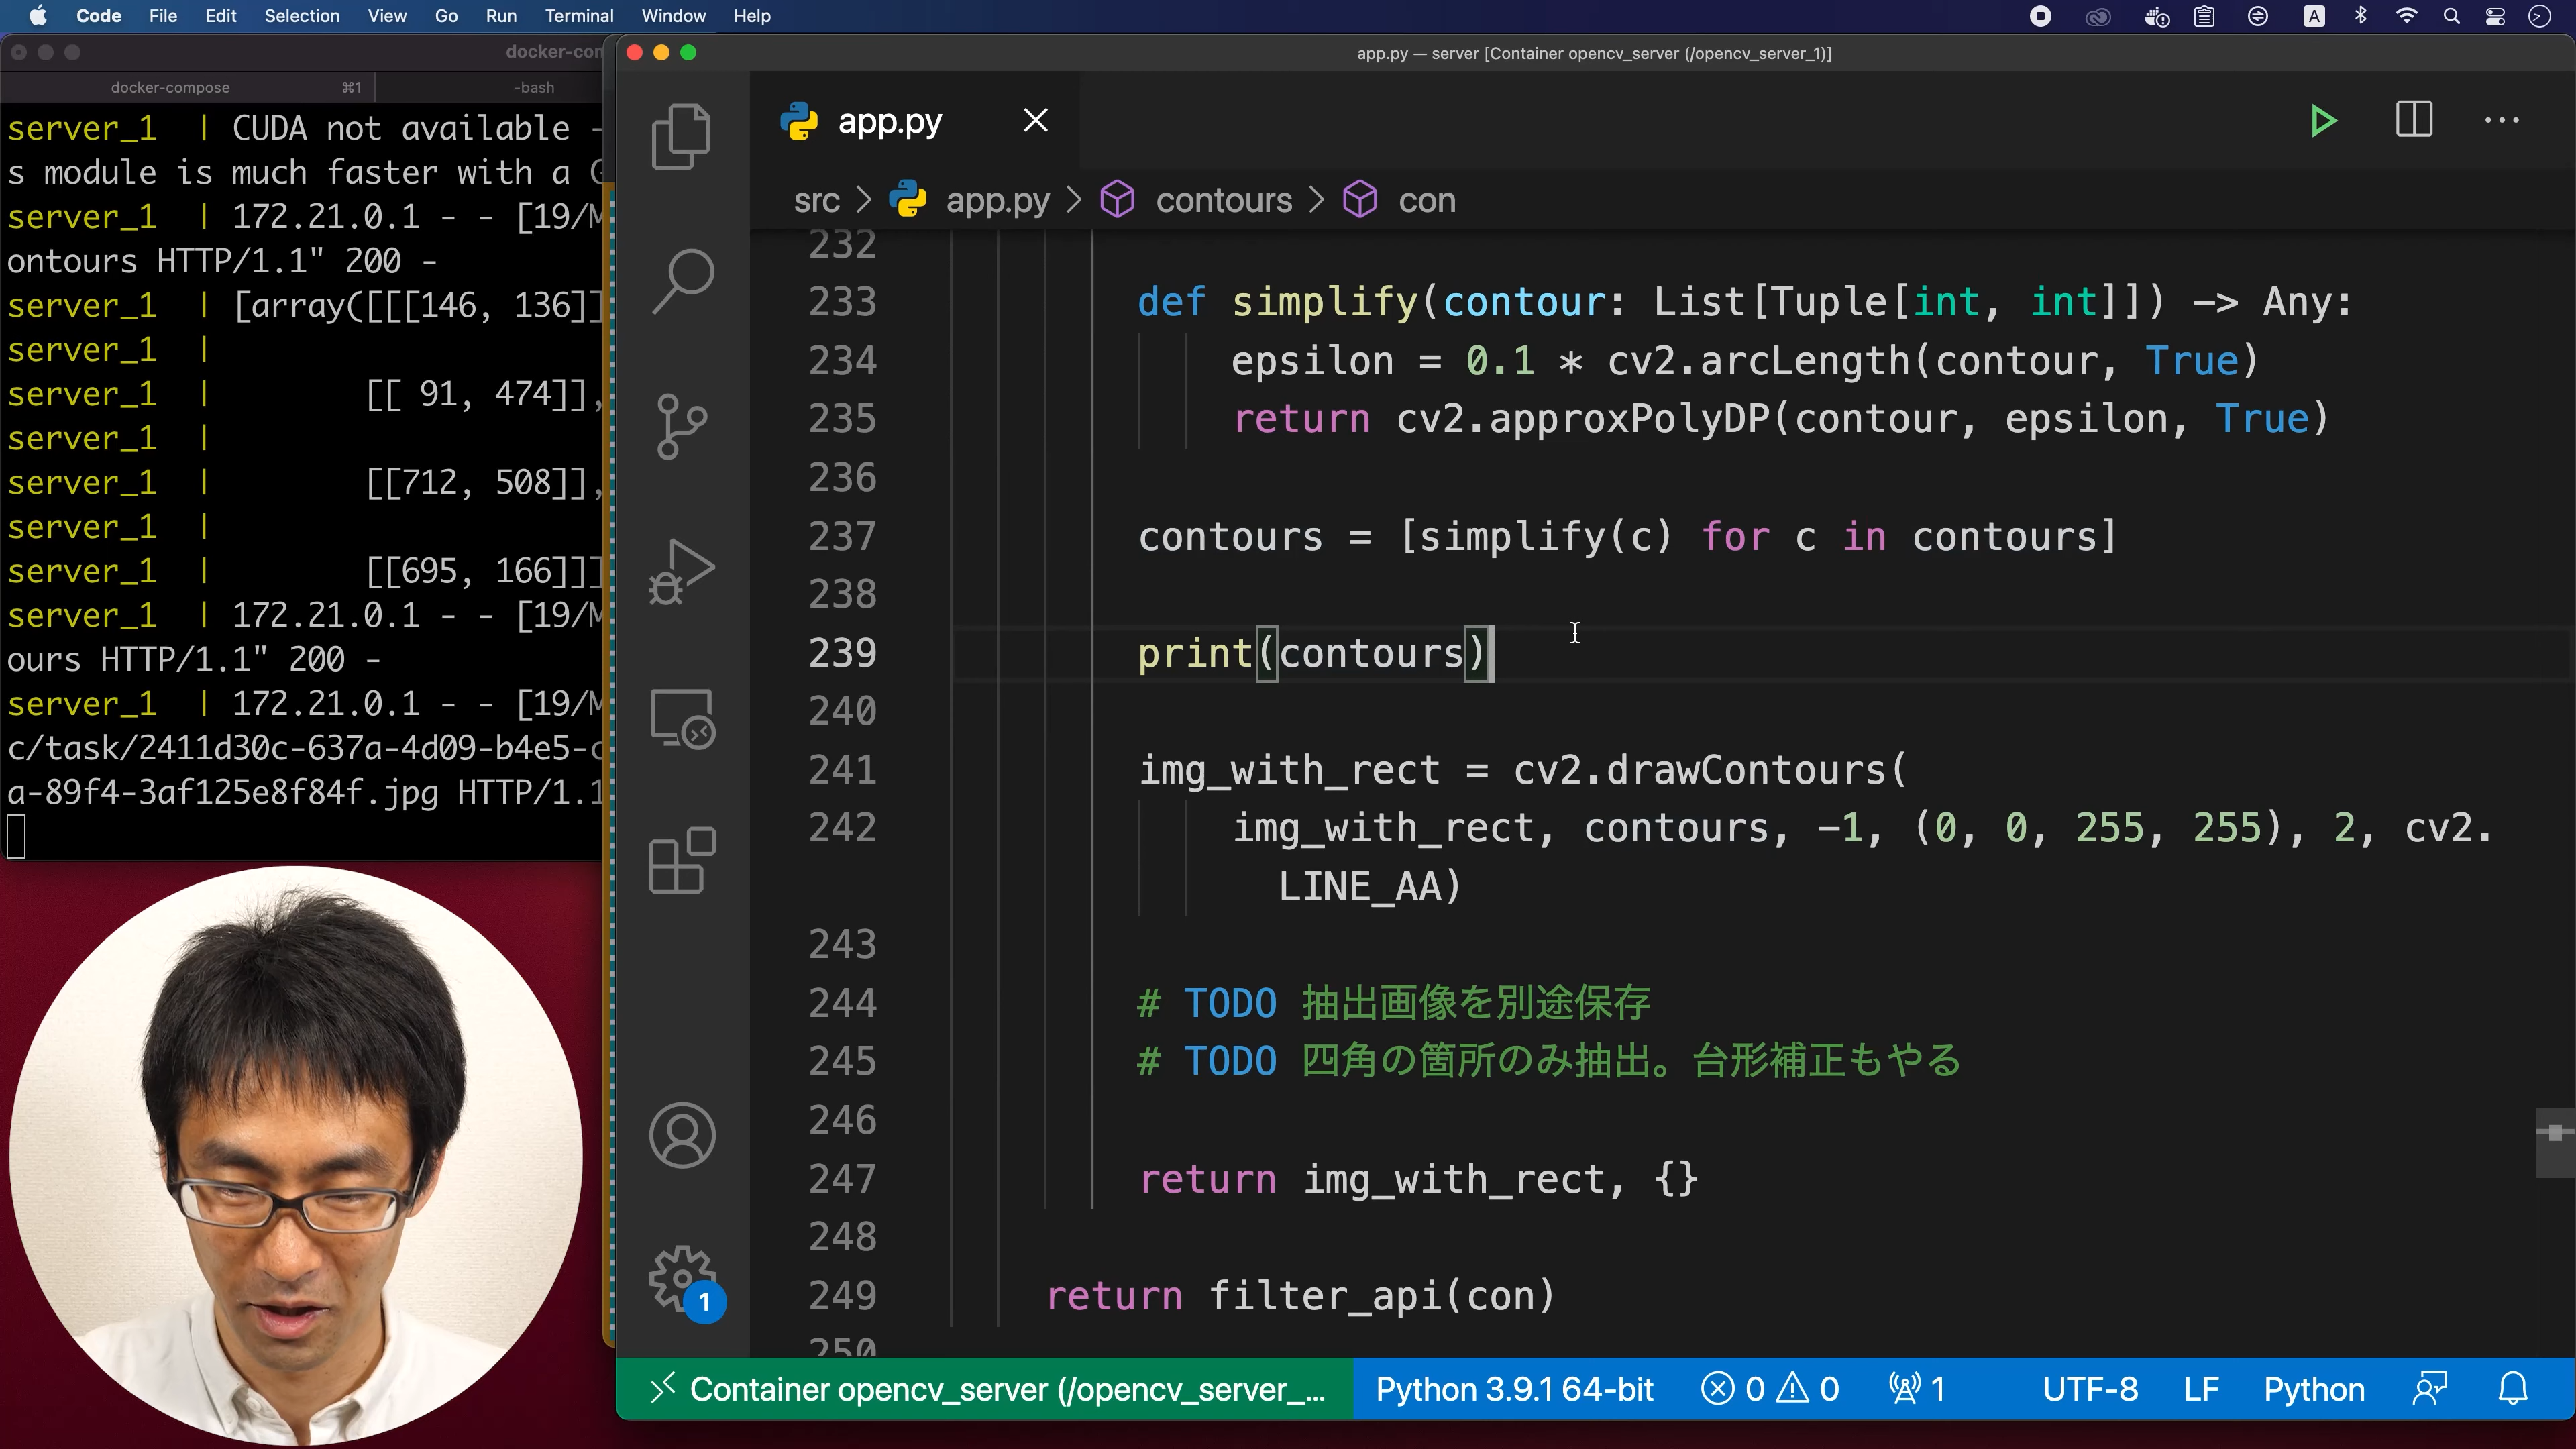 Code File Edit Selection View Go Run Terminal Window Help
A
docker-com
docker-compose ⌘1 -bash
server_1 | CUDA not available -
s module is much faster with a G
server_1 | 172.21.0.1 - - [19/M
ontours HTTP/1.1" 200 -
server_1 | [array([[[146, 136]]
server_1 |
server_1 | [[ 91, 474]],
server_1 |
server_1 | [[712, 508]],
server_1 |
server_1 | [[695, 166]]]
server_1 | 172.21.0.1 - - [19/M
ours HTTP/1.1" 200 -
server_1 | 172.21.0.1 - - [19/M
c/task/2411d30c-637a-4d09-b4e5-c
a-89f4-3af125e8f84f.jpg HTTP/1.1
app.py — server [Container opencv_server (/opencv_server_1)]
app.py
src > app.py > contours > con
232
233 def simplify(contour: List[Tuple[int, int]]) -> Any:
234 epsilon = 0.1 * cv2.arcLength(contour, True)
235 return cv2.approxPolyDP(contour, epsilon, True)
236
237 contours = [simplify(c) for c in contours]
238
239 print(contours)
240
241 img_with_rect = cv2.drawContours(
242 img_with_rect, contours, -1, (0, 0, 255, 255), 2, cv2.
LINE_AA)
243
244 # TODO 抽出画像を別途保存
245 # TODO 四角の箇所のみ抽出。台形補正もやる
246
247 return img_with_rect, {}
248
249 return filter_api(con)
250
1
Container opencv_server (/opencv_server_... Python 3.9.1 64-bit 0 0 1 UTF-8 LF Python